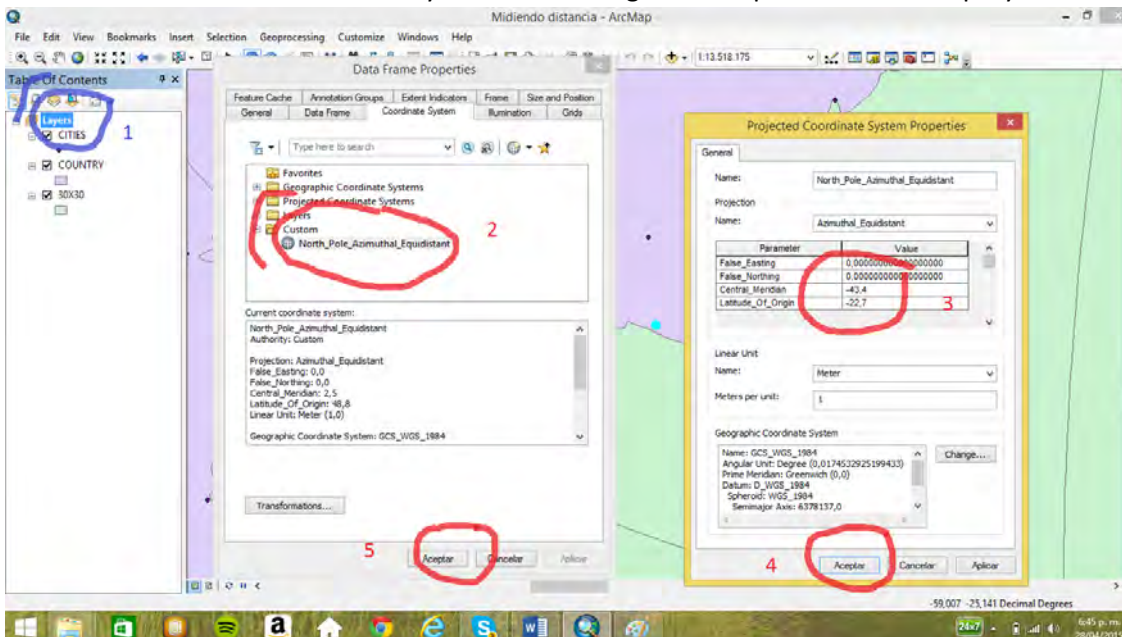 Midiendo distancia - ArcMap
File Edit View Bookmarks Insert Selection Geoprocessing Customize Windows Help
1:13.518.175
Table Of Contents
Layers
CITIES
COUNTRY
30X30
1
Data Frame Properties
Feature Cache Annotation Groups Extent Indicators Frame Size and Position
General Data Frame Coordinate System Illumination Grids
Type here to search
Favorites
Geographic Coordinate Systems
Projected Coordinate Systems
Layers
Custom
North_Pole_Azimuthal_Equidistant
2
Current coordinate system:
North_Pole_Azimuthal_Equidistant
Authority: Custom
Projection: Azimuthal_Equidistant
False_Easting: 0,0
False_Northing: 0,0
Central_Meridian: 2,5
Latitude_Of_Origin: 48,8
Linear Unit: Meter (1,0)
Geographic Coordinate System: GCS_WGS_1984
Transformations...
5
Aceptar Cancelar Aplicar
Projected Coordinate System Properties
General
Name: North_Pole_Azimuthal_Equidistant
Projection
Name: Azimuthal_Equidistant
Parameter Value
False_Easting 0,00000000000000000
False_Northing 0,00000000000000000
Central_Meridian -43,4
Latitude_Of_Origin -22,7
3
Linear Unit
Name: Meter
Meters per unit: 1
Geographic Coordinate System
Name: GCS_WGS_1984
Angular Unit: Degree (0,0174532925199433)
Prime Meridian: Greenwich (0,0)
Datum: D_WGS_1984
Spheroid: WGS_1984
Semimajor Axis: 6378137,0
Change...
4
Aceptar Cancelar Aplicar
-59,007 -25,141 Decimal Degrees
24x7
6:45 p. m.